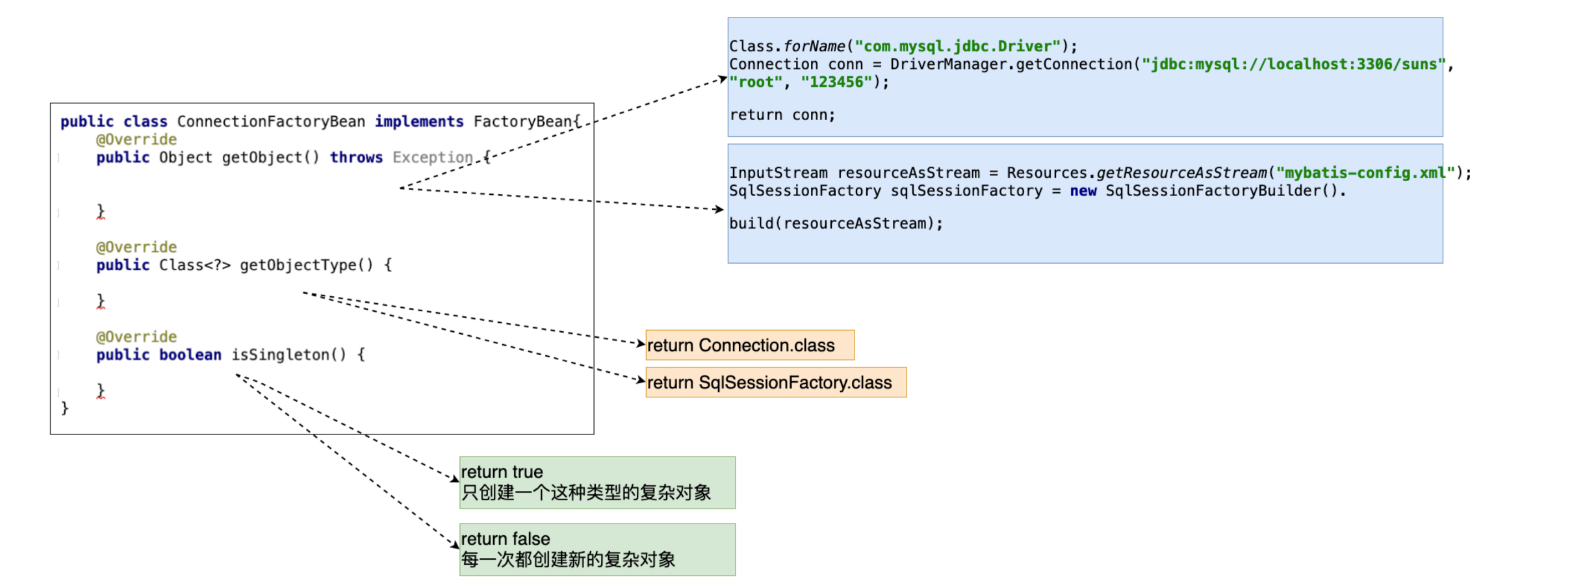 public class ConnectionFactoryBean implements FactoryBean{
@Override
public Object getObject() throws Exception {
}
@Override
public Class<?> getObjectType() {
}
@Override
public boolean isSingleton() {
}
}
Class.forName("com.mysql.jdbc.Driver");
Connection conn = DriverManager.getConnection("jdbc:mysql://localhost:3306/suns",
"root", "123456");
return conn;
InputStream resourceAsStream = Resources.getResourceAsStream("mybatis-config.xml");
SqlSessionFactory sqlSessionFactory = new SqlSessionFactoryBuilder().
build(resourceAsStream);
return Connection.class
return SqlSessionFactory.class
return true
只创建一个这种类型的复杂对象
return false
每一次都创建新的复杂对象